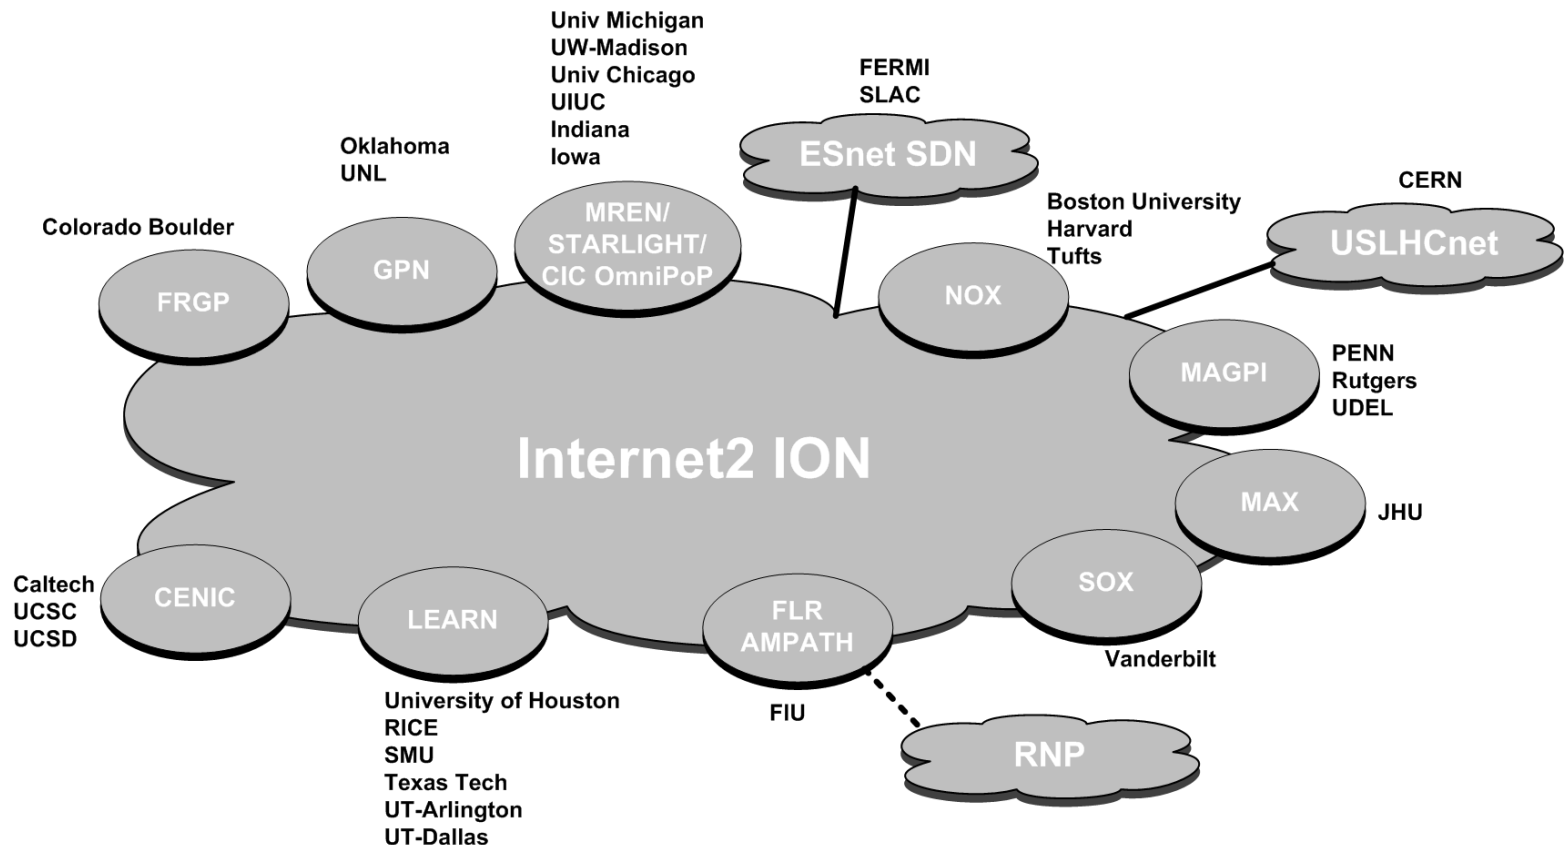 Univ Michigan
UW-Madison
Univ Chicago
UIUC
Indiana
Iowa
FERMI
SLAC
ESnet SDN
Oklahoma
UNL
CERN
USLHCnet
Boston University
Harvard
Tufts
Colorado Boulder
MREN/
STARLIGHT/
CIC OmniPoP
GPN
FRGP
NOX
MAGPI
PENN
Rutgers
UDEL
Internet2 ION
MAX
JHU
SOX
Vanderbilt
Caltech
UCSC
UCSD
CENIC
LEARN
FLR
AMPATH
University of Houston
RICE
SMU
Texas Tech
UT-Arlington
UT-Dallas
FIU
RNP